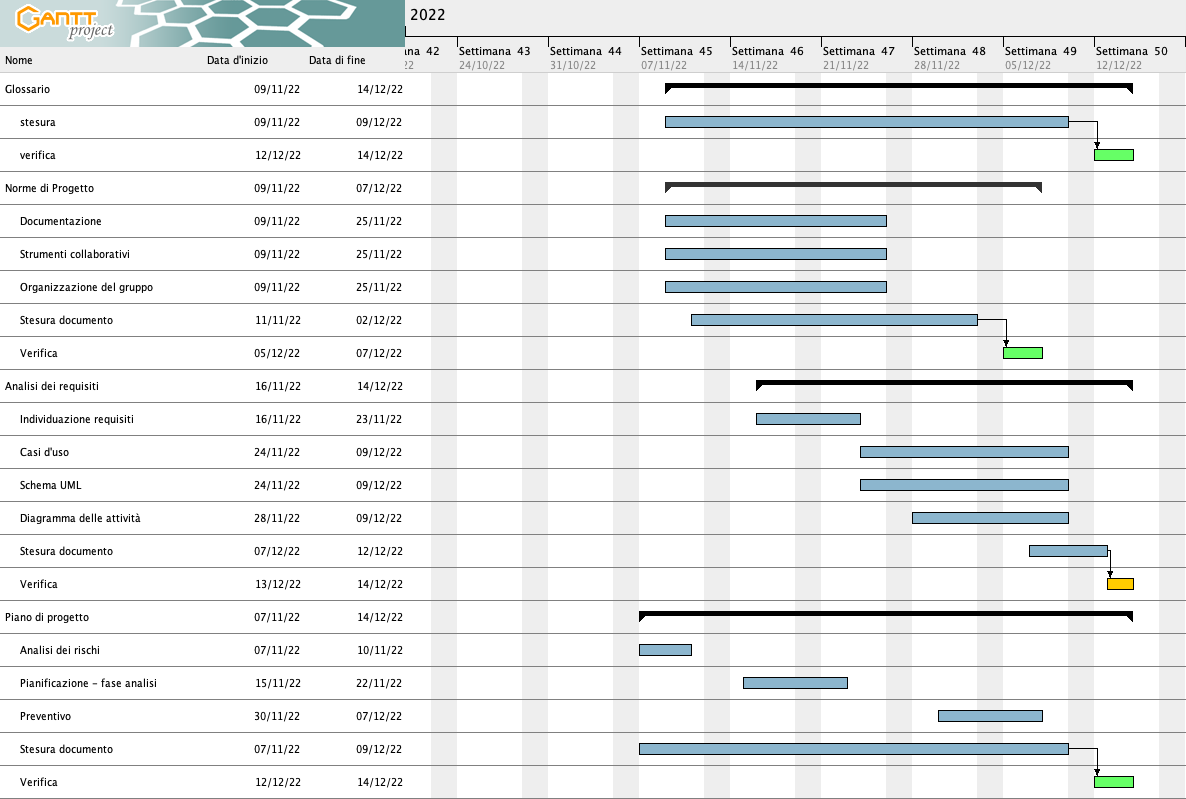 GANTT
project
2022
Nome Data d'inizio Data di fine
ana 42 Settimana 43 Settimana 44 Settimana 45 Settimana 46 Settimana 47 Settimana 48 Settimana 49 Settimana 50
22 24/10/22 31/10/22 07/11/22 14/11/22 21/11/22 28/11/22 05/12/22 12/12/22
Glossario 09/11/22 14/12/22
stesura 09/11/22 09/12/22
verifica 12/12/22 14/12/22
Norme di Progetto 09/11/22 07/12/22
Documentazione 09/11/22 25/11/22
Strumenti collaborativi 09/11/22 25/11/22
Organizzazione del gruppo 09/11/22 25/11/22
Stesura documento 11/11/22 02/12/22
Verifica 05/12/22 07/12/22
Analisi dei requisiti 16/11/22 14/12/22
Individuazione requisiti 16/11/22 23/11/22
Casi d'uso 24/11/22 09/12/22
Schema UML 24/11/22 09/12/22
Diagramma delle attività 28/11/22 09/12/22
Stesura documento 07/12/22 12/12/22
Verifica 13/12/22 14/12/22
Piano di progetto 07/11/22 14/12/22
Analisi dei rischi 07/11/22 10/11/22
Pianificazione - fase analisi 15/11/22 22/11/22
Preventivo 30/11/22 07/12/22
Stesura documento 07/11/22 09/12/22
Verifica 12/12/22 14/12/22